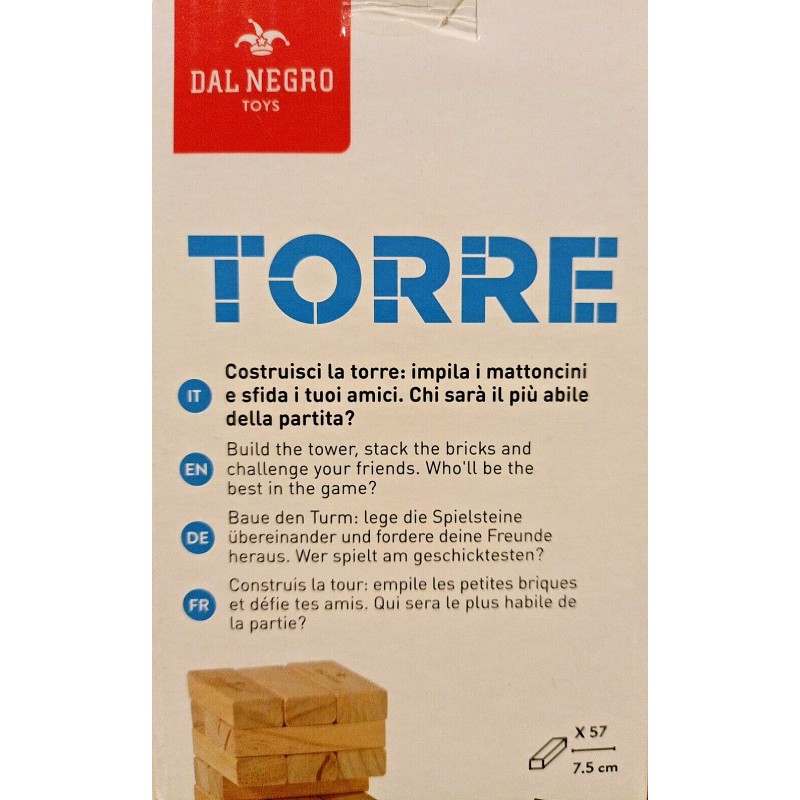 DAL NEGRO
TOYS
TORRE
IT
Costruisci la torre: impila i mattoncini
e sfida i tuoi amici. Chi sarà il più abile
della partita?
EN
Build the tower, stack the bricks and
challenge your friends. Who'll be the
best in the game?
DE
Baue den Turm: lege die Spielsteine
übereinander und fordere deine Freunde
heraus. Wer spielt am geschicktesten?
FR
Construis la tour: empile les petites briques
et défie tes amis. Qui sera le plus habile de
la partie?
X 57
7.5 cm